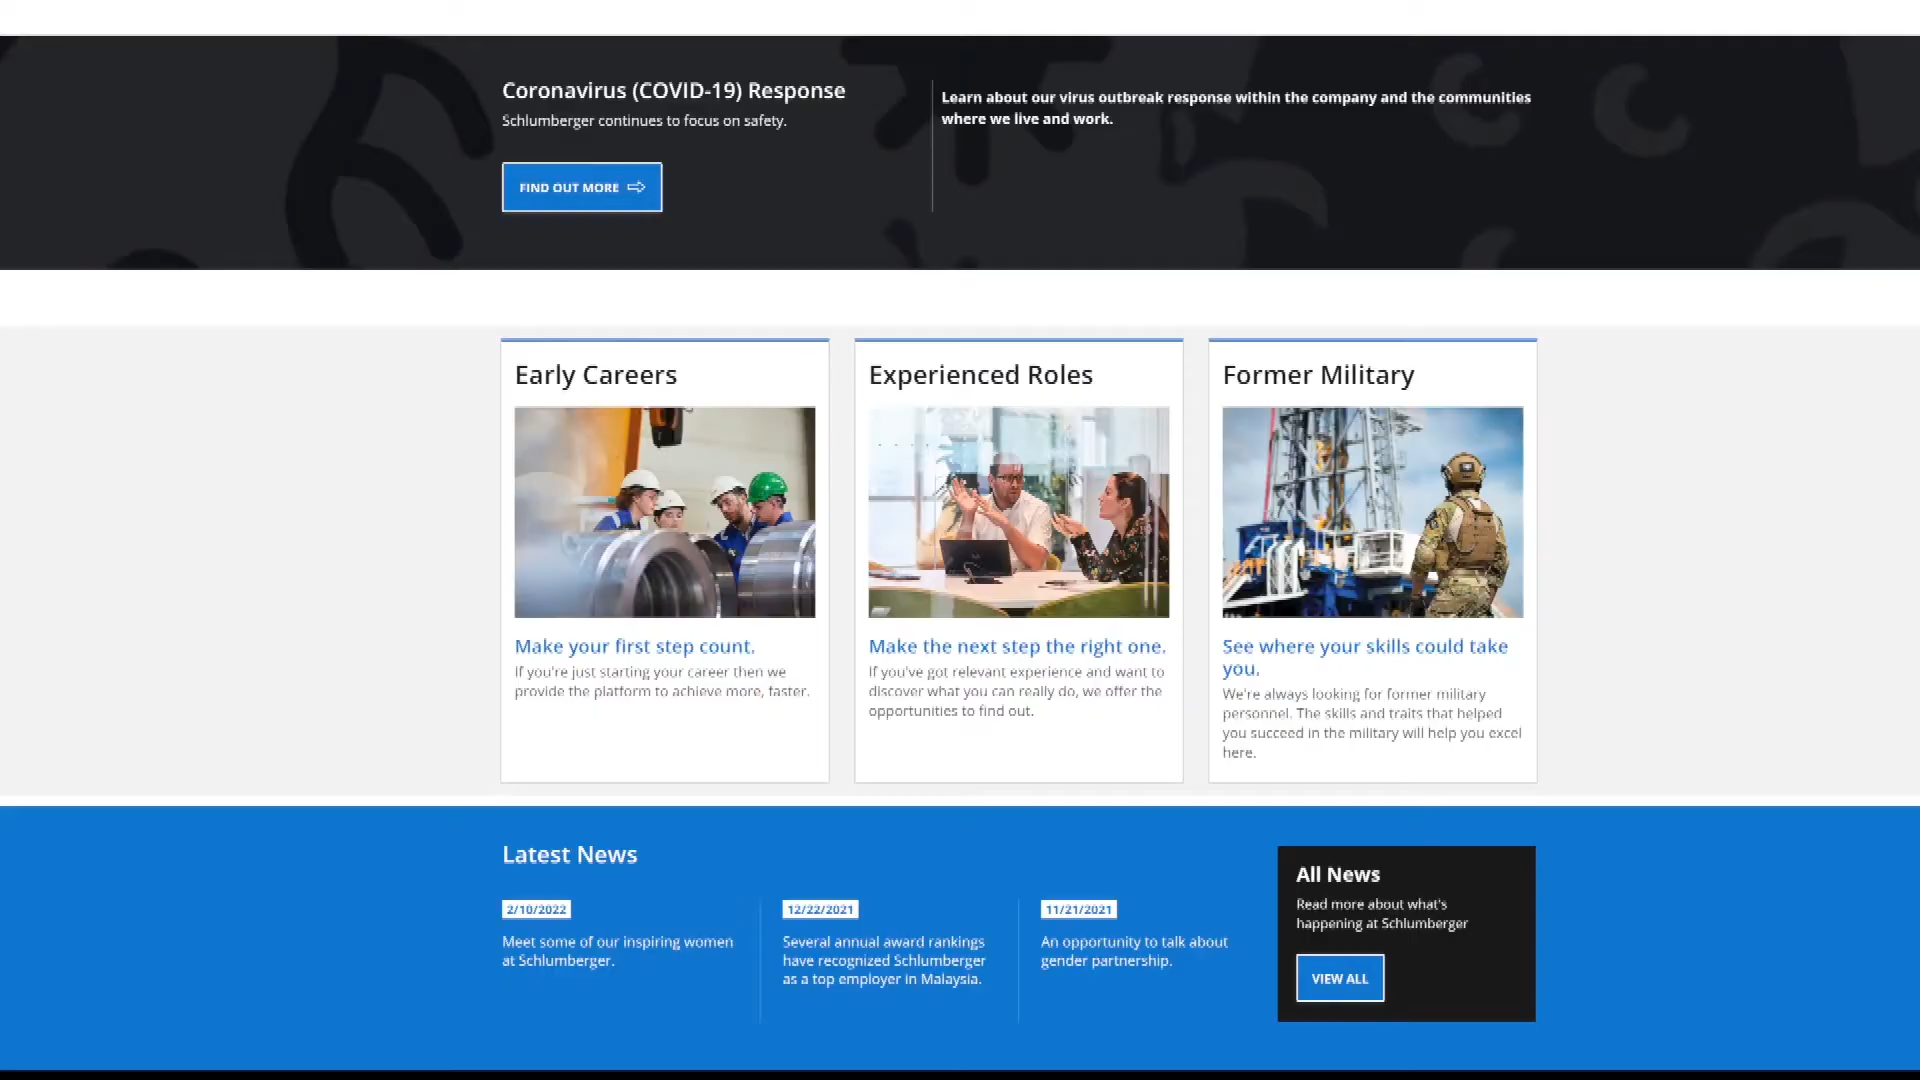 Coronavirus (COVID-19) Response
Schlumberger continues to focus on safety.
FIND OUT MORE
Learn about our virus outbreak response within the company and the communities
where we live and work.
Early Careers
Make your first step count.
If you're just starting your career then we
provide the platform to achieve more, faster.
Experienced Roles
Make the next step the right one.
If you've got relevant experience and want to
discover what you can really do, we offer the
opportunities to find out.
Former Military
See where your skills could take
you.
We're always looking for former military
personnel. The skills and traits that helped
you succeed in the military will help you excel
here.
Latest News
2/10/2022
Meet some of our inspiring women
at Schlumberger.
12/22/2021
Several annual award rankings
have recognized Schlumberger
as a top employer in Malaysia.
11/21/2021
An opportunity to talk about
gender partnership.
All News
Read more about what's
happening at Schlumberger
VIEW ALL